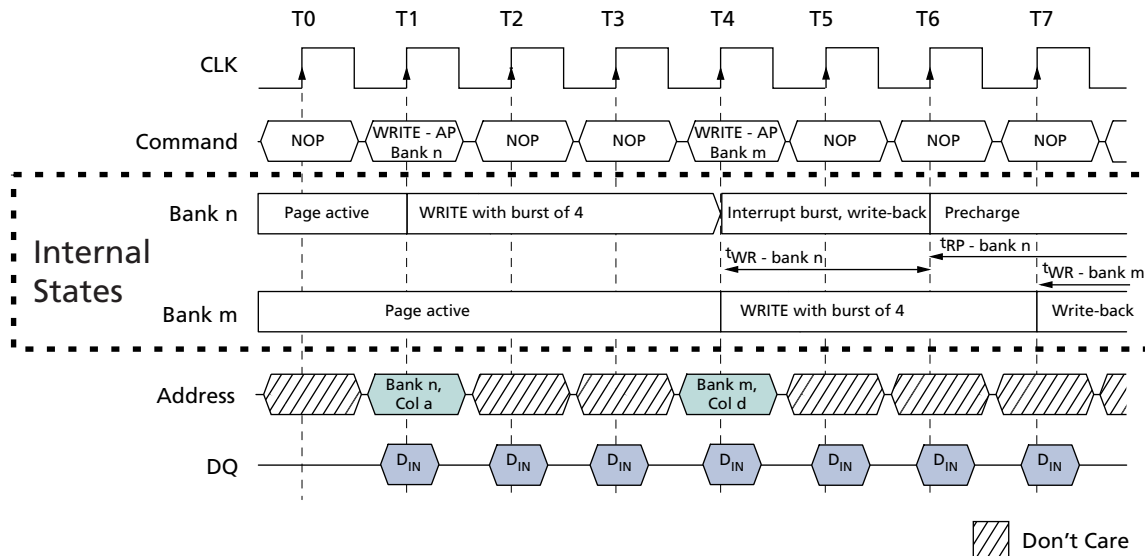 T0 T1 T2 T3 T4 T5 T6 T7
CLK
Command NOP WRITE - AP Bank n NOP NOP WRITE - AP Bank m NOP NOP NOP
Bank n Page active WRITE with burst of 4 Interrupt burst, write-back Precharge
tWR - bank n tRP - bank n
tWR - bank m
Internal States
Bank m Page active WRITE with burst of 4 Write-back
Address Bank n, Col a Bank m, Col d
DQ DIN DIN DIN DIN DIN DIN DIN
Don't Care